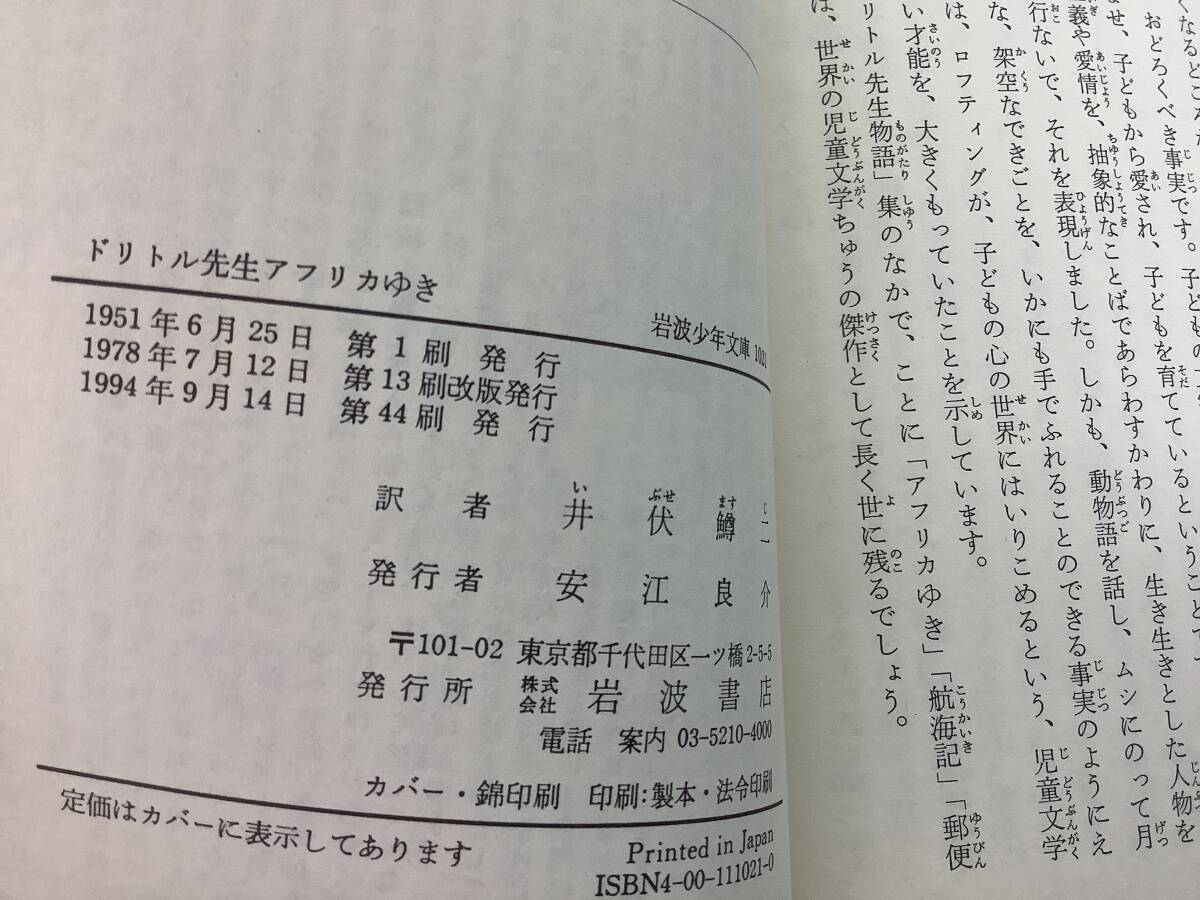 くなるどこ
おどろくべき事実です。子どもの
ませ、子どもから愛され、子どもを育てているということで
義や愛情を、抽象的なことばであらわすかわりに、生き生きとした人物を
行ないで、それを表現しました。しかも、動物語を話し、ムシにのって月
な、架空なできごとを、いかにも手でふれることのできる事実のようにえ
は、ロフティングが、子どもの心の世界にはいりこめるという、児童文学
い才能を、大きくもっていたことを示しています。
リトル先生物語」集のなかで、ことに「アフリカゆき」「航海記」「郵便
は、世界の児童文学ちゅうの傑作として長く世に残るでしょう。
ドリトル先生アフリカゆき
岩波少年文庫 1021
1951年6月25日 第1刷発行
1978年7月12日 第13刷改版発行
1994年9月14日 第44刷発行
訳者 井伏鱒二
発行者 安江良介
〒101-02 東京都千代田区一ツ橋2-5-5
発行所 株式会社 岩波書店
電話 案内 03-5210-4000
カバー・錦印刷 印刷:製本・法令印刷
定価はカバーに表示してあります
Printed in Japan
ISBN4-00-111021-0